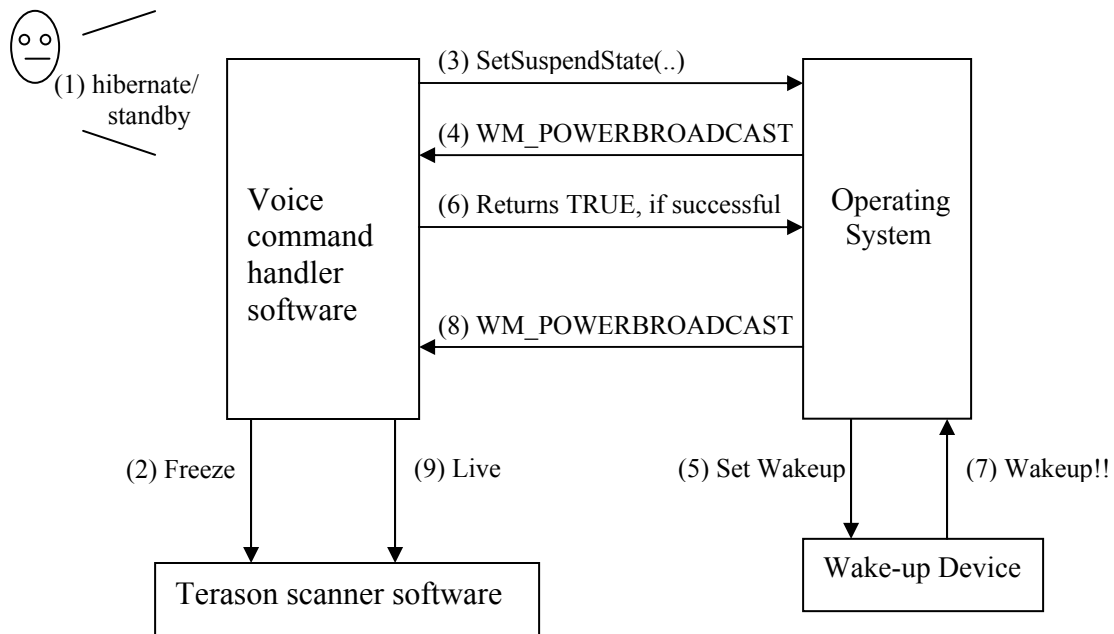 (1) hibernate/
standby
(3) SetSuspendState(..)
(4) WM_POWERBROADCAST
(6) Returns TRUE, if successful
(8) WM_POWERBROADCAST
Voice
command
handler
software
Operating
System
(2) Freeze
(9) Live
(5) Set Wakeup
(7) Wakeup!!
Terason scanner software
Wake-up Device